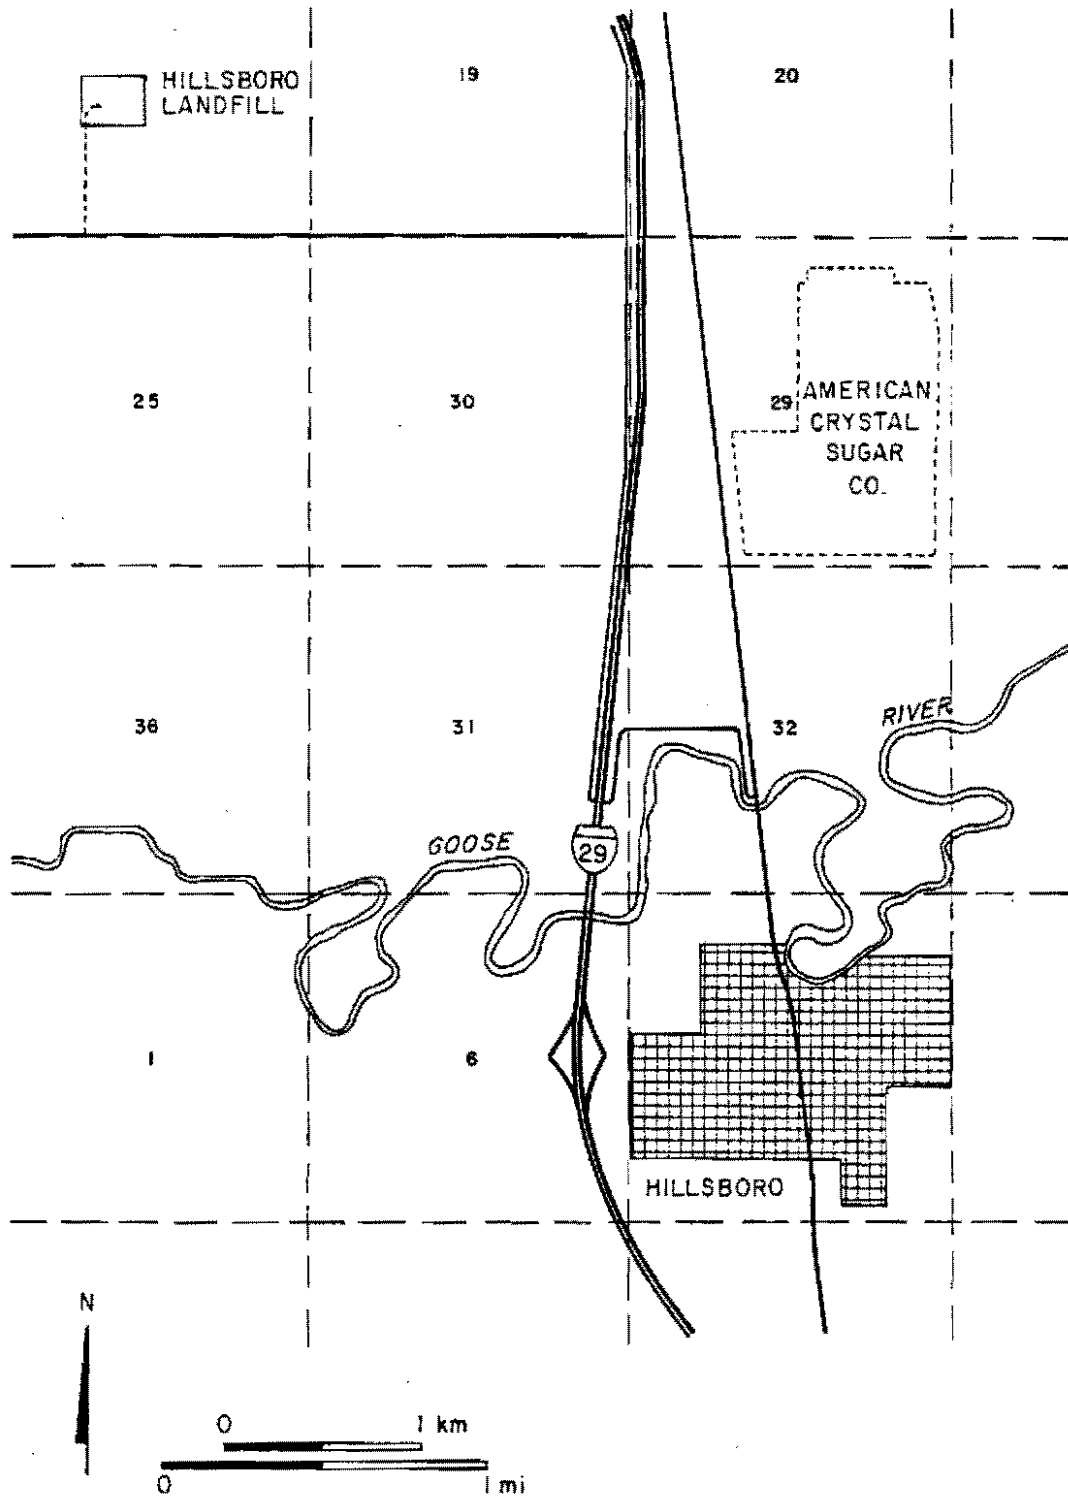 19
20
HILLSBORO
LANDFILL
25
30
29
AMERICAN
CRYSTAL
SUGAR
CO.
36
31
32
RIVER
GOOSE
29
1
6
HILLSBORO
N
0 1 km
0 1 mi